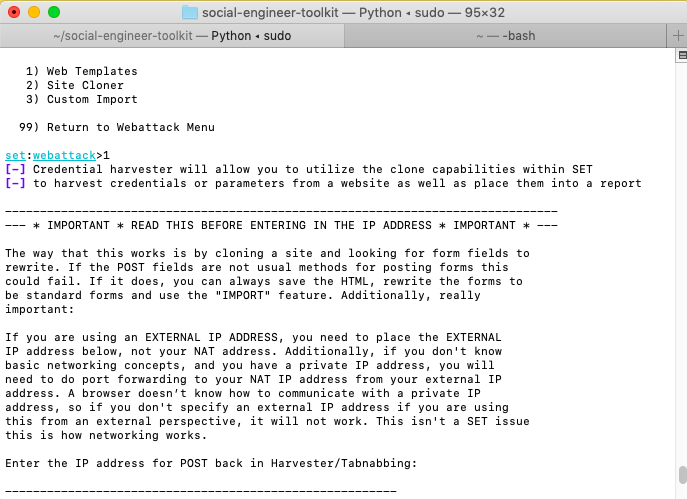 social-engineer-toolkit — Python ◂ sudo — 95×32
~/social-engineer-toolkit — Python ◂ sudo
~ — -bash
1) Web Templates
2) Site Cloner
3) Custom Import
99) Return to Webattack Menu
set:webattack>1
[-] Credential harvester will allow you to utilize the clone capabilities within SET
[-] to harvest credentials or parameters from a website as well as place them into a report
-------------------------------------------------------------------------------
--- * IMPORTANT * READ THIS BEFORE ENTERING IN THE IP ADDRESS * IMPORTANT * ---
The way that this works is by cloning a site and looking for form fields to
rewrite. If the POST fields are not usual methods for posting forms this
could fail. If it does, you can always save the HTML, rewrite the forms to
be standard forms and use the "IMPORT" feature. Additionally, really
important:
If you are using an EXTERNAL IP ADDRESS, you need to place the EXTERNAL
IP address below, not your NAT address. Additionally, if you don't know
basic networking concepts, and you have a private IP address, you will
need to do port forwarding to your NAT IP address from your external IP
address. A browser doesn’t know how to communicate with a private IP
address, so if you don't specify an external IP address if you are using
this from an external perspective, it will not work. This isn't a SET issue
this is how networking works.
Enter the IP address for POST back in Harvester/Tabnabbing:
--------------------------------------------------------